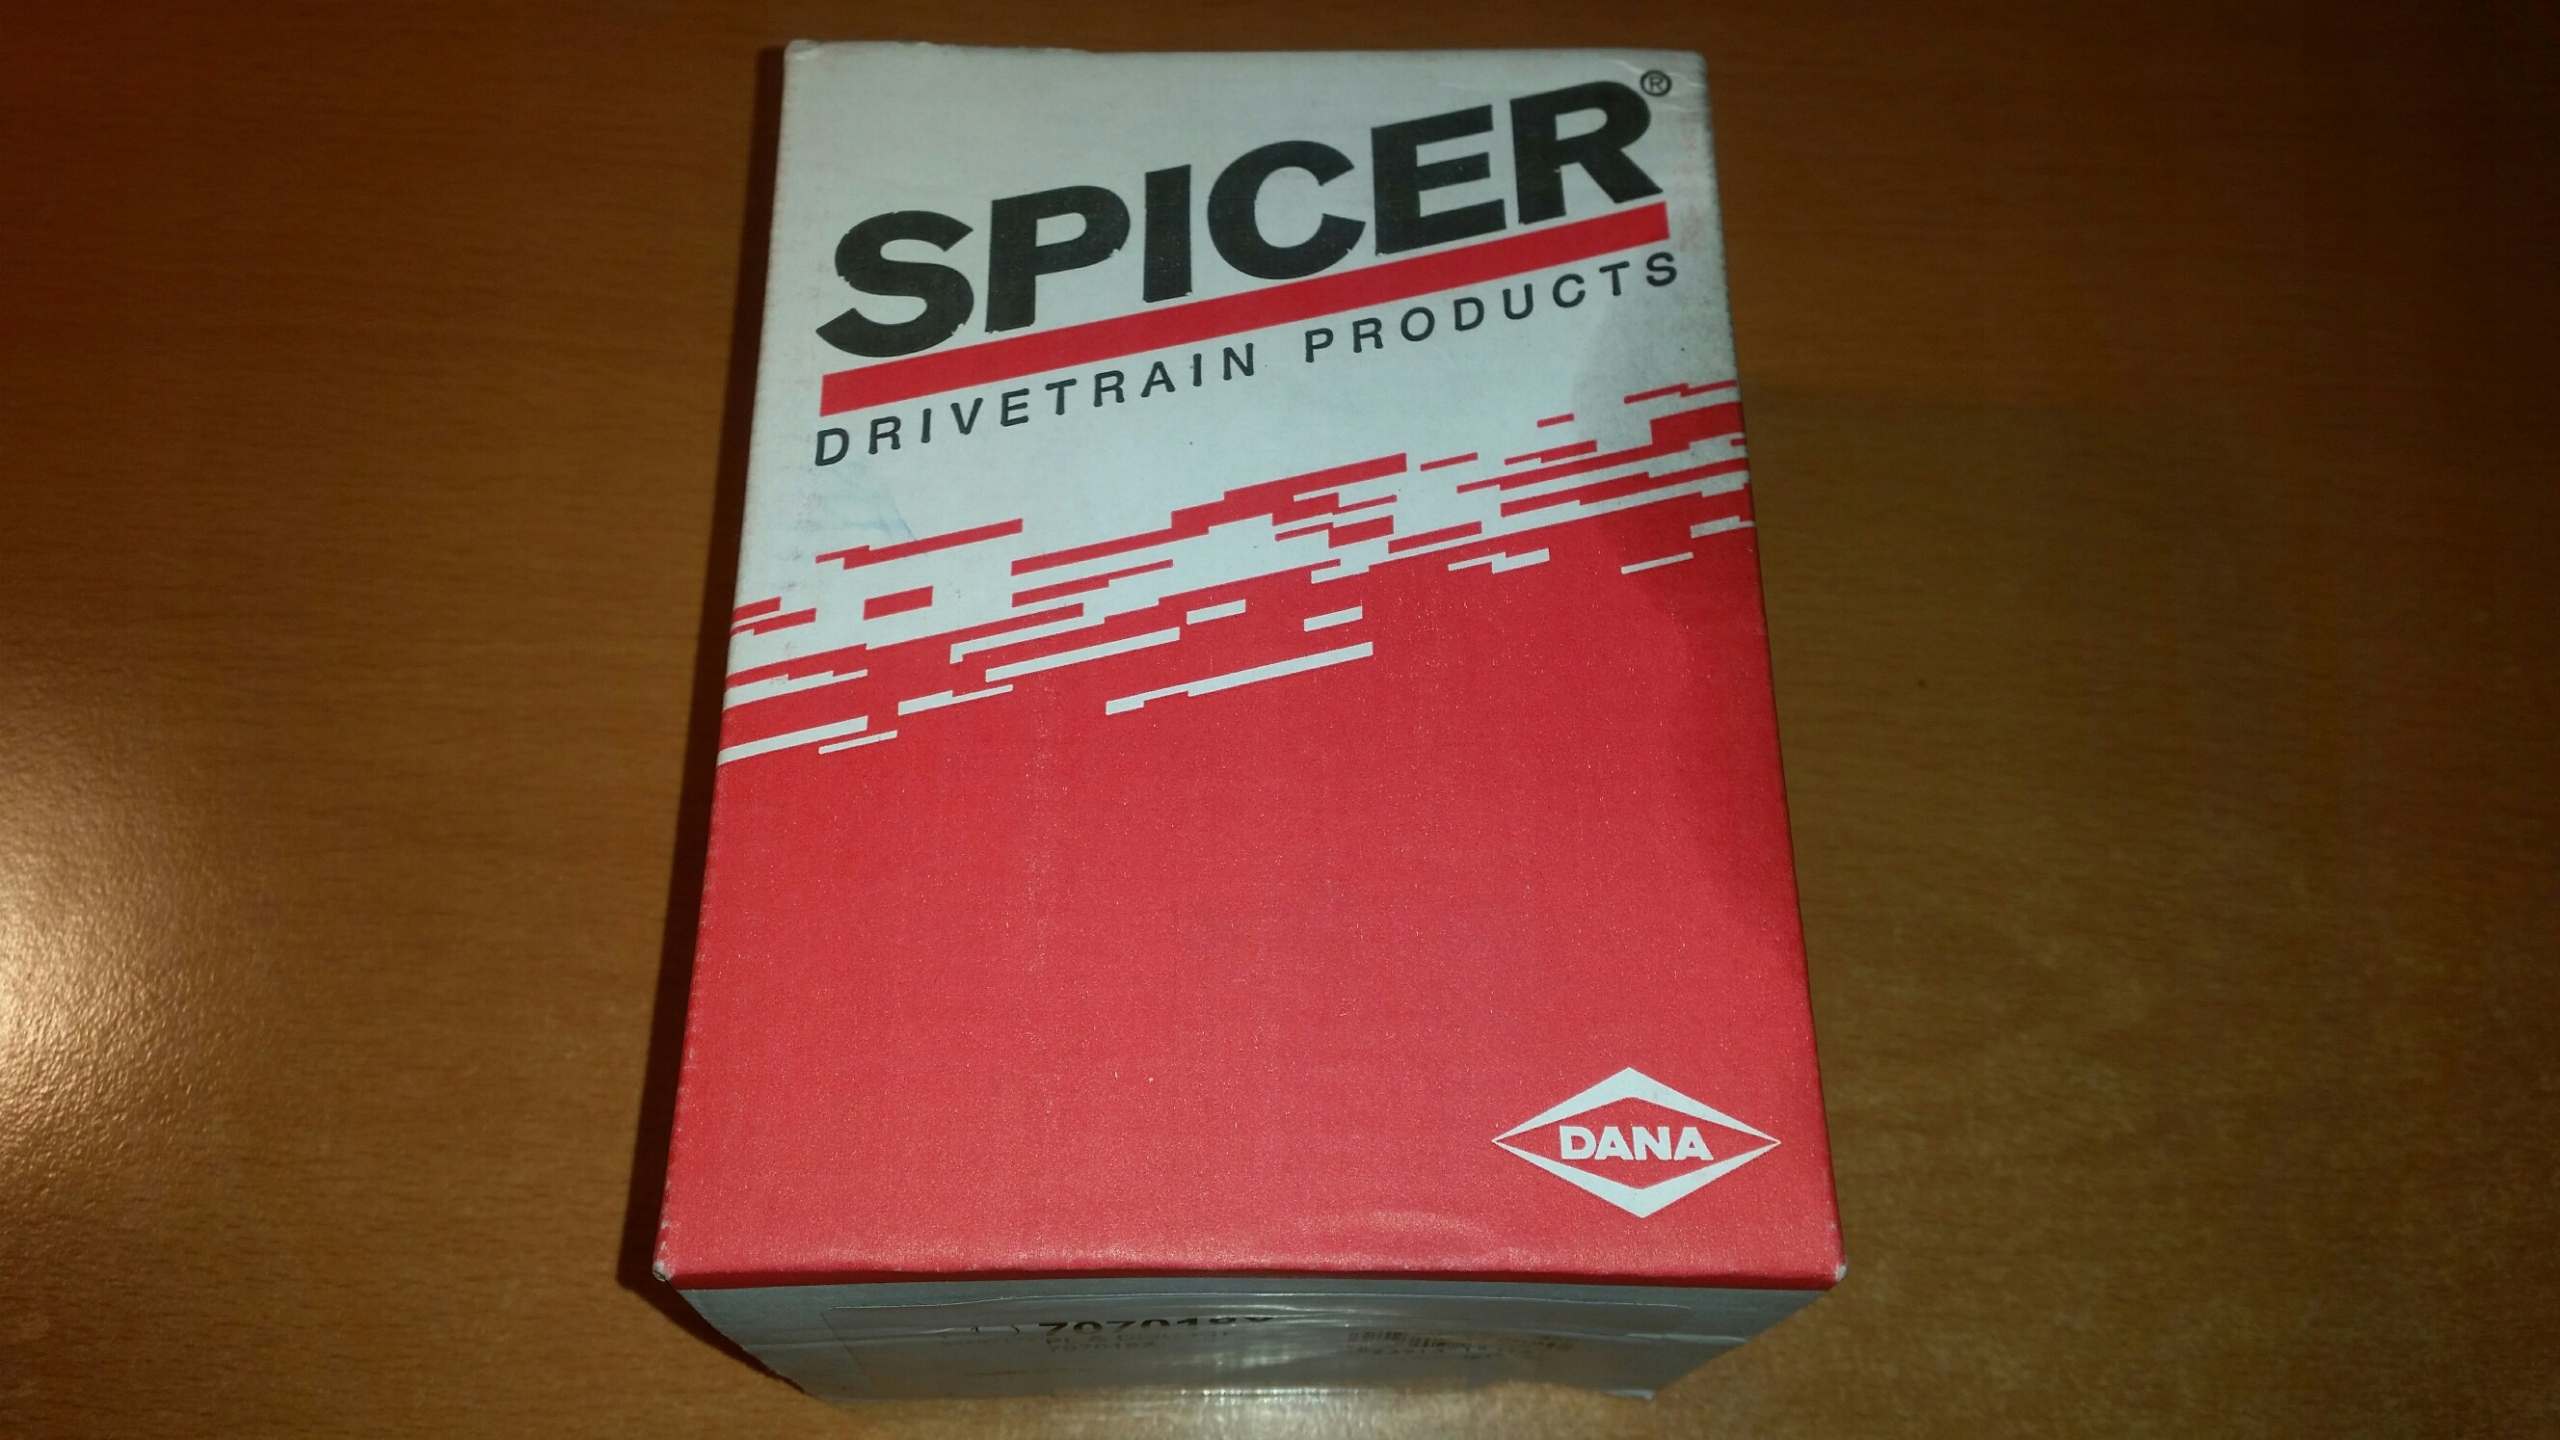 SPICER®
DRIVETRAIN PRODUCTS
DANA